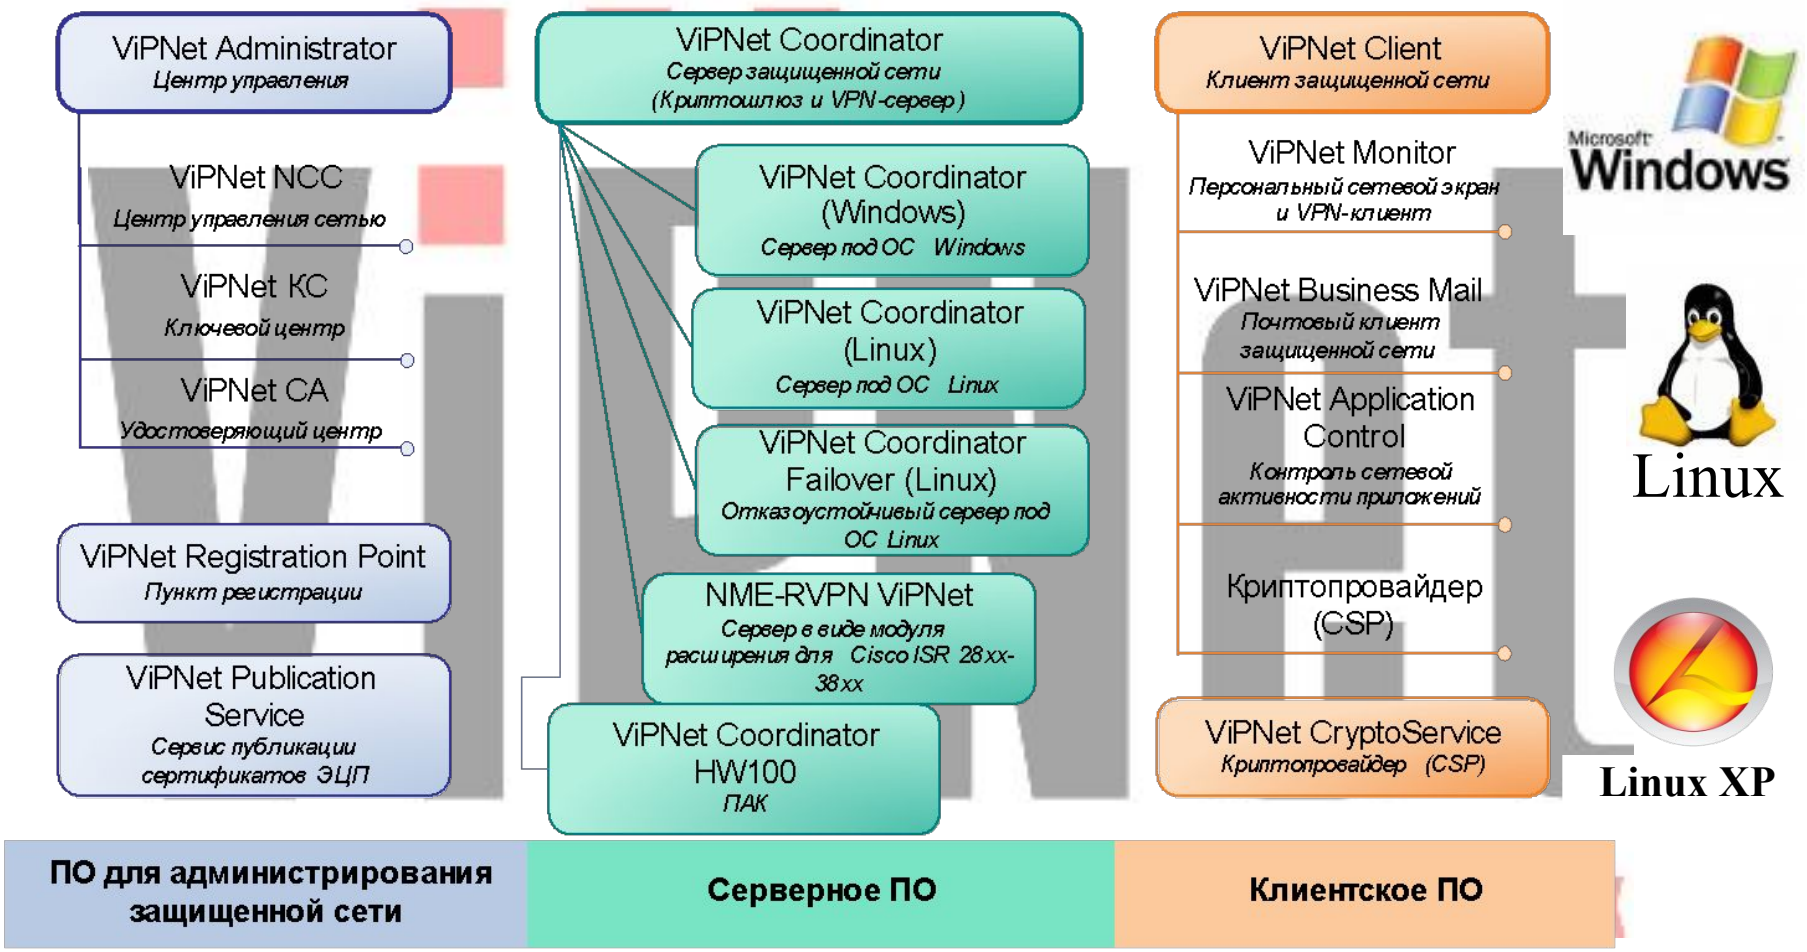 ViPNet Administrator
Центр управления
ViPNet NCC
Центр управления сетью
ViPNet KC
Ключевой центр
ViPNet CA
Удостоверяющий центр
ViPNet Registration Point
Пункт регистрации
ViPNet Publication
Service
Сервис публикации
сертификатов ЭЦП
ПО для администрирования
защищенной сети
ViPNet Coordinator
Сервер защищенной сети
(Криптошлюз и VPN-сервер)
ViPNet Coordinator
(Windows)
Сервер под ОС Windows
ViPNet Coordinator
(Linux)
Сервер под ОС Linux
ViPNet Coordinator
Failover (Linux)
Отказоустойчивый сервер под
ОС Linux
NME-RVPN ViPNet
Сервер в виде модуля
расширения для Cisco ISR 28xx-
38xx
ViPNet Coordinator
HW100
ПАК
Серверное ПО
ViPNet Client
Клиент защищенной сети
ViPNet Monitor
Персональный сетевой экран
и VPN-клиент
ViPNet Business Mail
Почтовый клиент
защищенной сети
ViPNet Application
Control
Контроль сетевой
активности приложений
Криптопровайдер
(CSP)
ViPNet CryptoService
Криптопровайдер (CSP)
Клиентское ПО
Microsoft
Windows
Linux
Linux XP
ViPNet